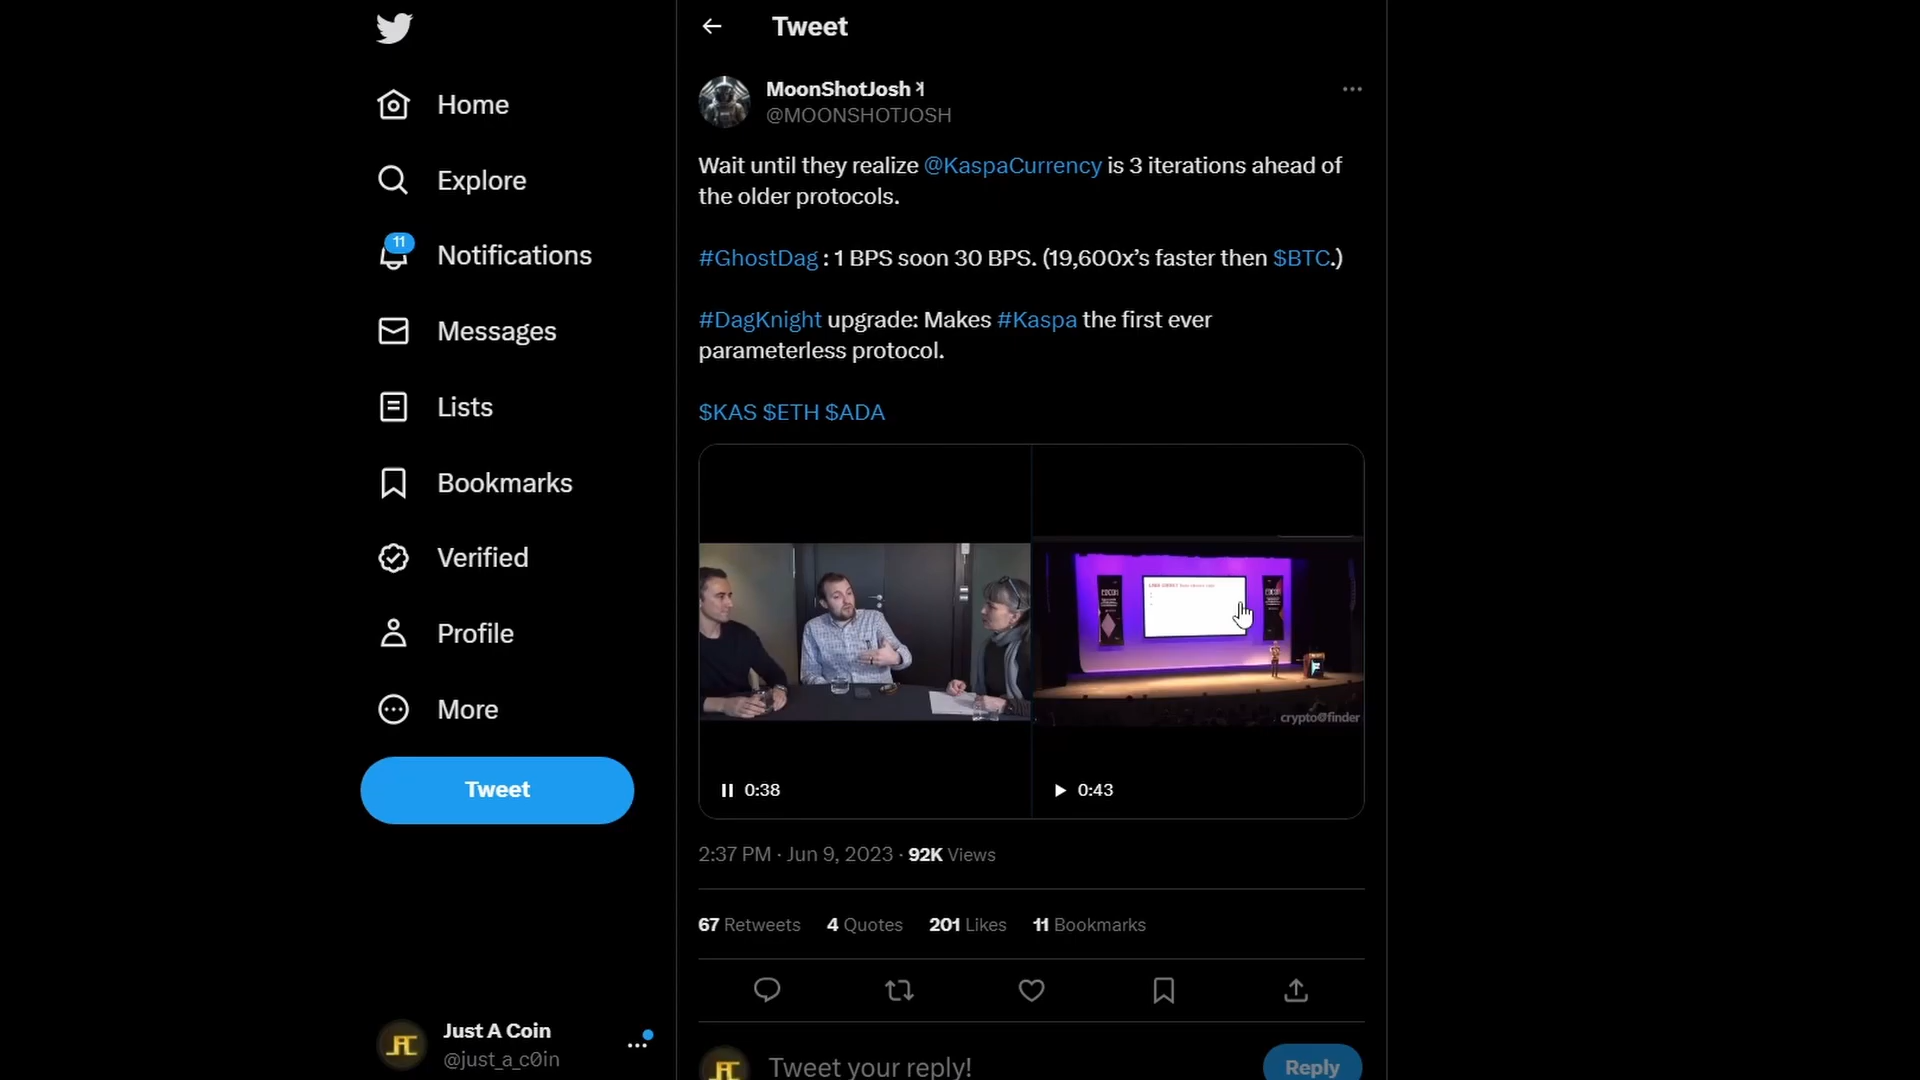 Tweet
Home
Explore
11
Notifications
Messages
Lists
Bookmarks
Verified
Profile
More
Tweet
Just A Coin
@just_a_c0in
MoonShotJosh
@MOONSHOTJOSH
Wait until they realize @KaspaCurrency is 3 iterations ahead of
the older protocols.
#GhostDag : 1 BPS soon 30 BPS. (19,600x’s faster then $BTC.)
#DagKnight upgrade: Makes #Kaspa the first ever
parameterless protocol.
$KAS $ETH $ADA
crypto@finder
0:38
0:43
2:37 PM · Jun 9, 2023 · 92K Views
67 Retweets 4 Quotes 201 Likes 11 Bookmarks
Tweet your reply!
Reply